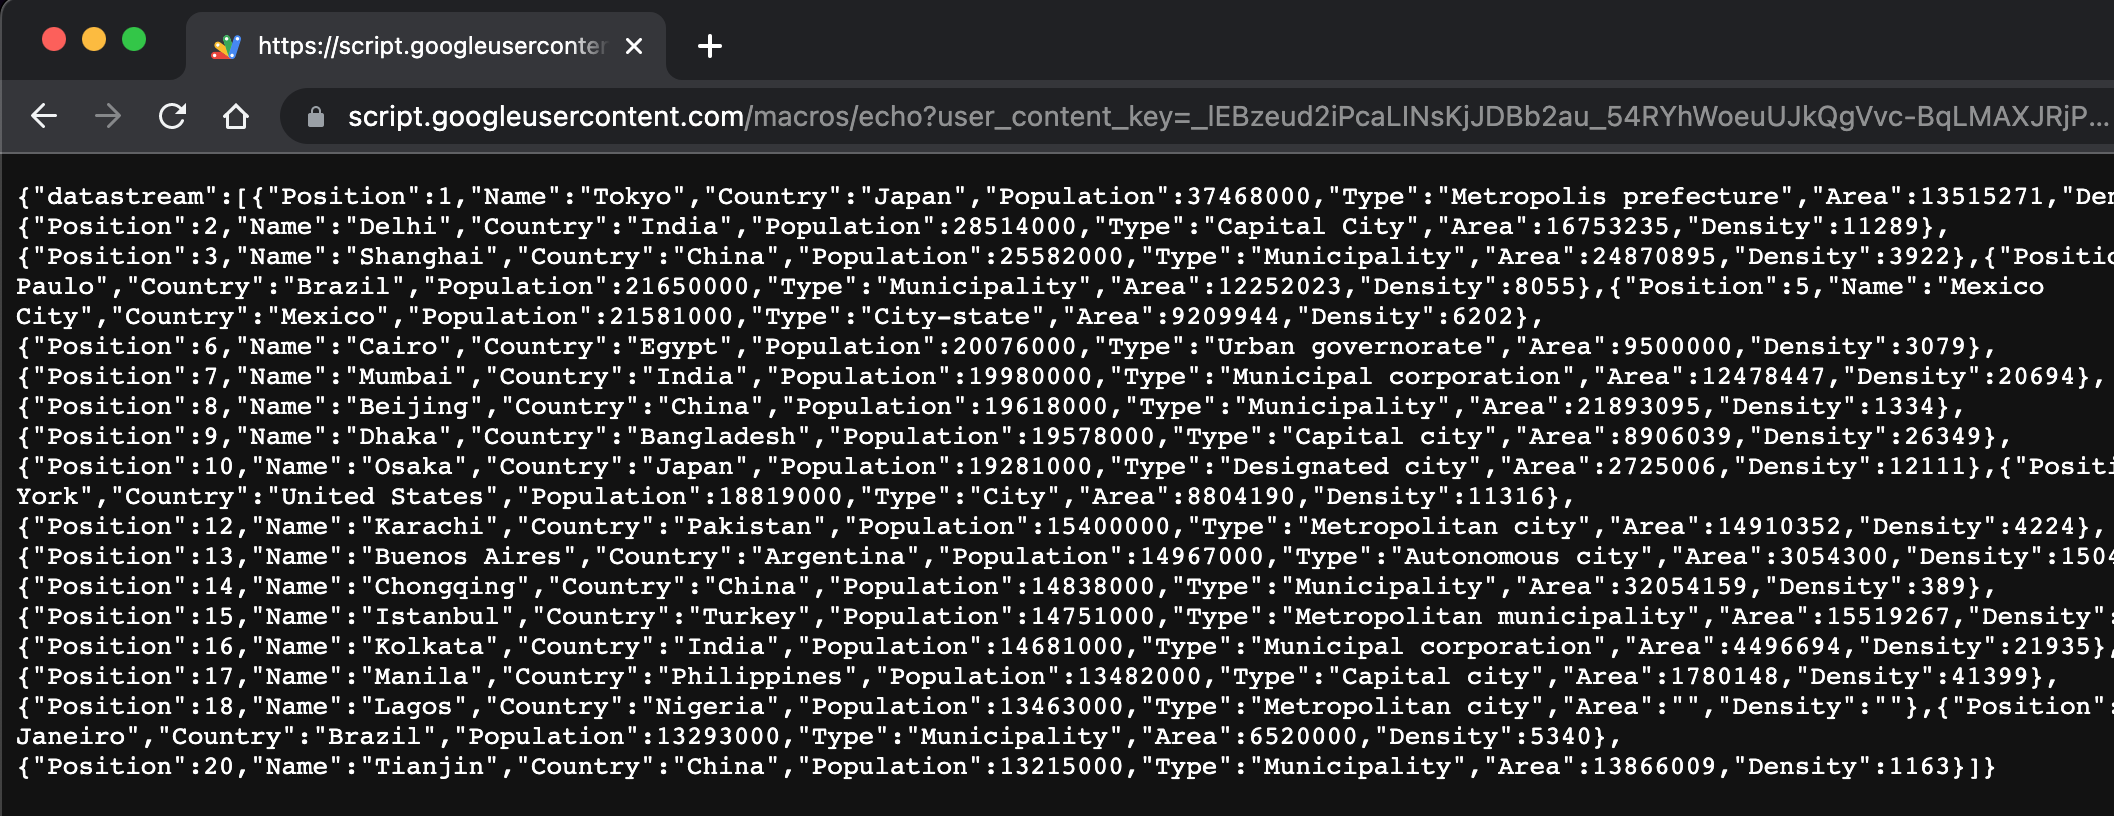 https://script.googleuserconte
script.googleusercontent.com/macros/echo?user_content_key=_lEBzeud2iPcaLINsKjJDBb2au_54RYhWoeuUJkQgVvc-BqLMAXJRjP...
{"datastream":[{"Position":1,"Name":"Tokyo","Country":"Japan","Population":37468000,"Type":"Metropolis prefecture","Area":13515271,"Den
{"Position":2,"Name":"Delhi","Country":"India","Population":28514000,"Type":"Capital City","Area":16753235,"Density":11289},
{"Position":3,"Name":"Shanghai","Country":"China","Population":25582000,"Type":"Municipality","Area":24870895,"Density":3922},{"Positio
Paulo","Country":"Brazil","Population":21650000,"Type":"Municipality","Area":12252023,"Density":8055},{"Position":5,"Name":"Mexico
City","Country":"Mexico","Population":21581000,"Type":"City-state","Area":9209944,"Density":6202},
{"Position":6,"Name":"Cairo","Country":"Egypt","Population":20076000,"Type":"Urban governorate","Area":9500000,"Density":3079},
{"Position":7,"Name":"Mumbai","Country":"India","Population":19980000,"Type":"Municipal corporation","Area":12478447,"Density":20694},
{"Position":8,"Name":"Beijing","Country":"China","Population":19618000,"Type":"Municipality","Area":21893095,"Density":1334},
{"Position":9,"Name":"Dhaka","Country":"Bangladesh","Population":19578000,"Type":"Capital city","Area":8906039,"Density":26349},
{"Position":10,"Name":"Osaka","Country":"Japan","Population":19281000,"Type":"Designated city","Area":2725006,"Density":12111},{"Positi
York","Country":"United States","Population":18819000,"Type":"City","Area":8804190,"Density":11316},
{"Position":12,"Name":"Karachi","Country":"Pakistan","Population":15400000,"Type":"Metropolitan city","Area":14910352,"Density":4224},
{"Position":13,"Name":"Buenos Aires","Country":"Argentina","Population":14967000,"Type":"Autonomous city","Area":3054300,"Density":1504
{"Position":14,"Name":"Chongqing","Country":"China","Population":14838000,"Type":"Municipality","Area":32054159,"Density":389},
{"Position":15,"Name":"Istanbul","Country":"Turkey","Population":14751000,"Type":"Metropolitan municipality","Area":15519267,"Density":
{"Position":16,"Name":"Kolkata","Country":"India","Population":14681000,"Type":"Municipal corporation","Area":4496694,"Density":21935},
{"Position":17,"Name":"Manila","Country":"Philippines","Population":13482000,"Type":"Capital city","Area":1780148,"Density":41399},
{"Position":18,"Name":"Lagos","Country":"Nigeria","Population":13463000,"Type":"Metropolitan city","Area":"","Density":""},{"Position":
Janeiro","Country":"Brazil","Population":13293000,"Type":"Municipality","Area":6520000,"Density":5340},
{"Position":20,"Name":"Tianjin","Country":"China","Population":13215000,"Type":"Municipality","Area":13866009,"Density":1163}]}